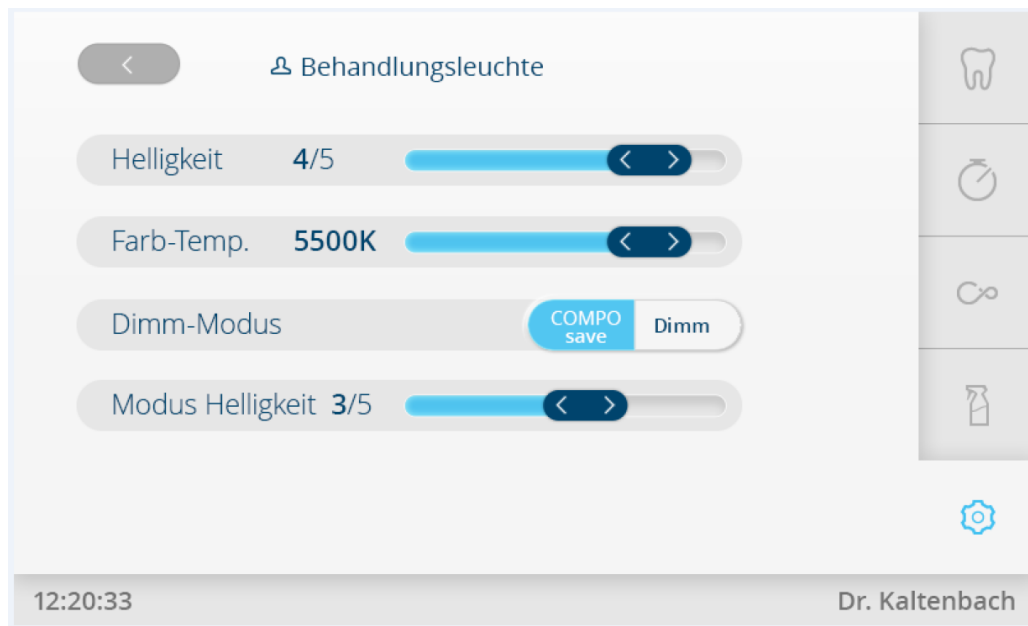 Behandlungsleuchte
Helligkeit 4/5
Farb-Temp. 5500K
Dimm-Modus
COMPO
save
Dimm
Modus Helligkeit 3/5
12:20:33
Dr. Kaltenbach